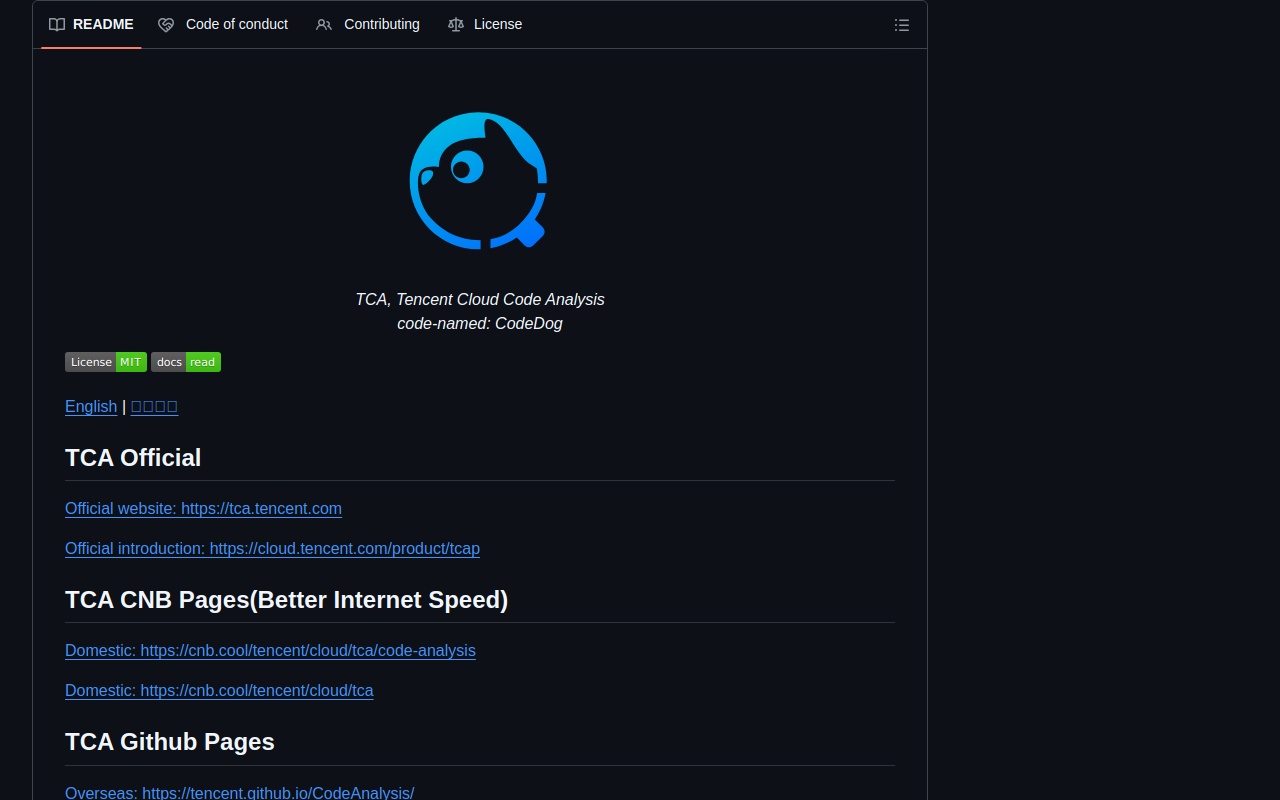 README Code of conduct Contributing License
TCA, Tencent Cloud Code Analysis
code-named: CodeDog
License MIT docs read
English |
TCA Official
Official website: https://tca.tencent.com
Official introduction: https://cloud.tencent.com/product/tcap
TCA CNB Pages(Better Internet Speed)
Domestic: https://cnb.cool/tencent/cloud/tca/code-analysis
Domestic: https://cnb.cool/tencent/cloud/tca
TCA Github Pages
Overseas: https://tencent.github.io/CodeAnalysis/